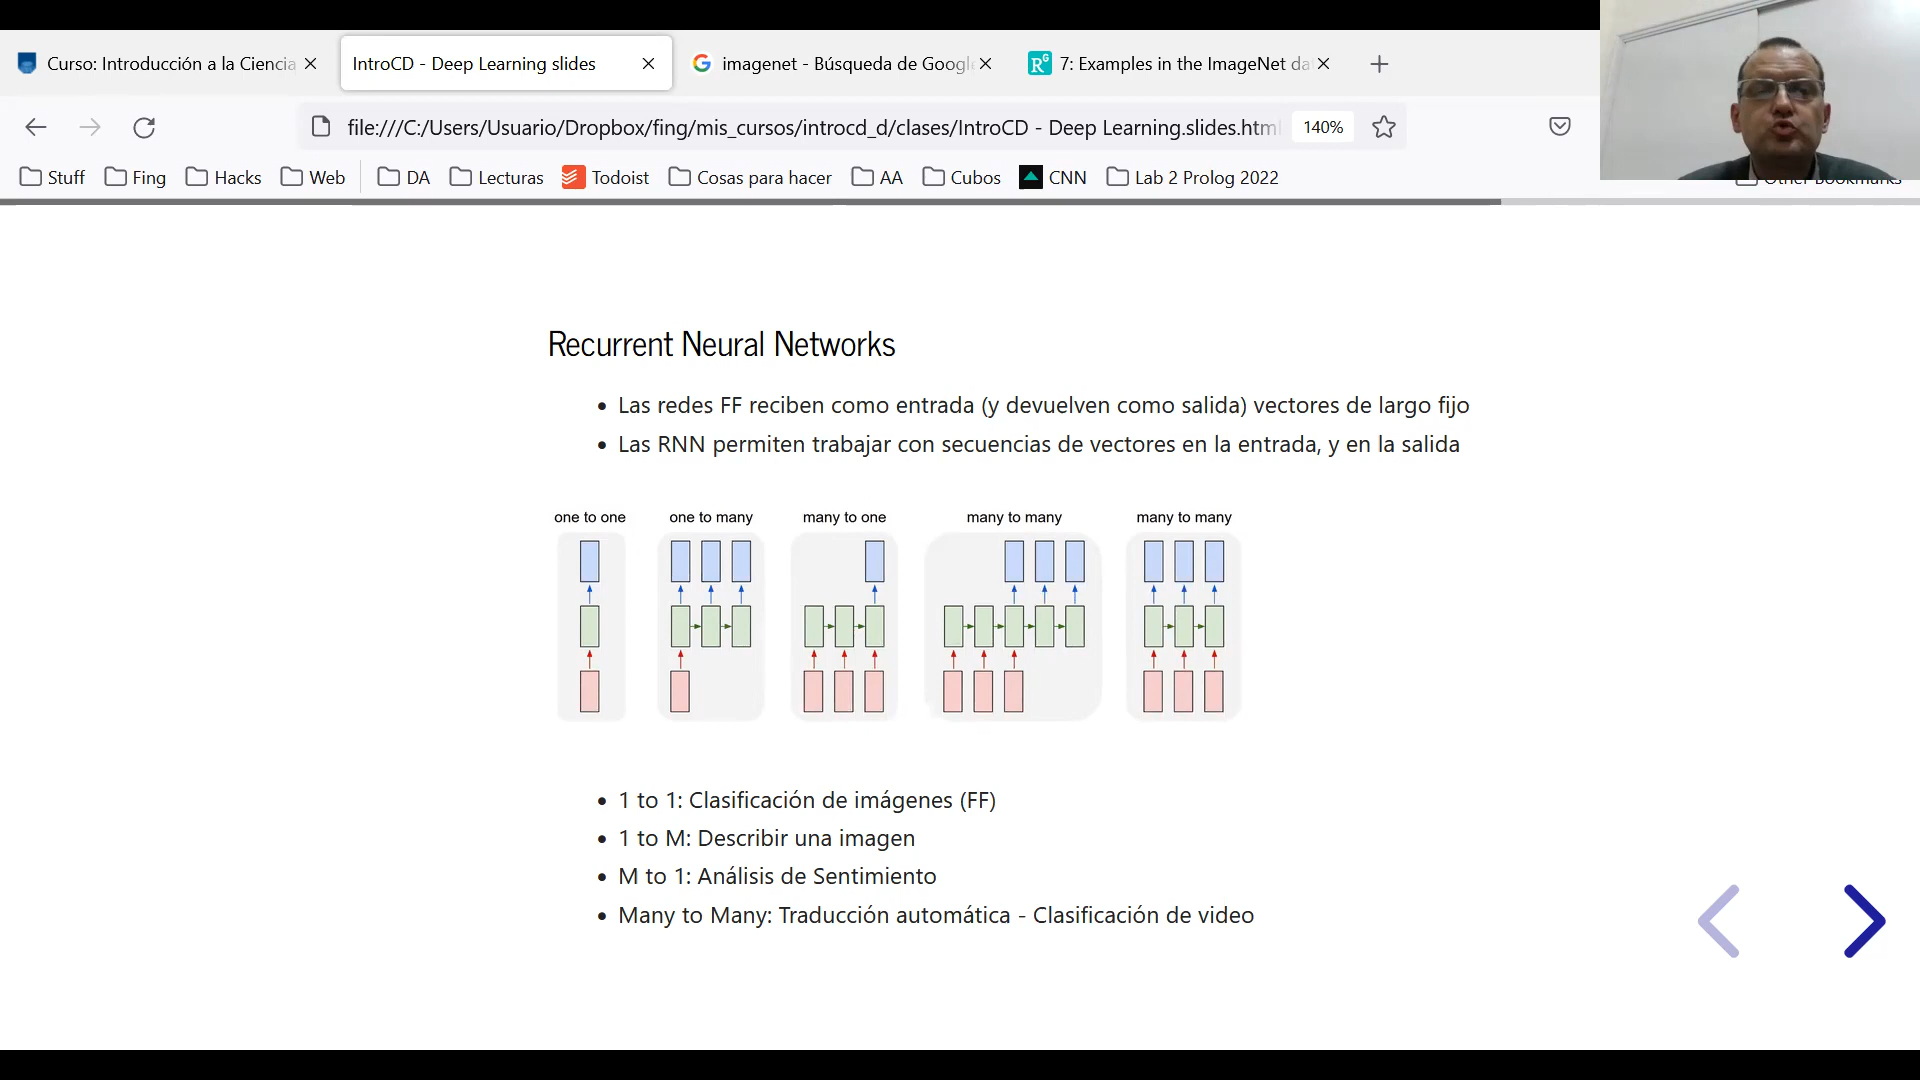 Curso: Introducción a la Ciencia
IntroCD - Deep Learning slides
imagenet - Búsqueda de Googl
7: Examples in the ImageNet da
file:///C:/Users/Usuario/Dropbox/fing/mis_cursos/introcd_d/clases/IntroCD - Deep Learning.slides.html
140%
Stuff
Fing
Hacks
Web
DA
Lecturas
Todoist
Cosas para hacer
AA
Cubos
CNN
Lab 2 Prolog 2022
Other Bookmarks
Recurrent Neural Networks
• Las redes FF reciben como entrada (y devuelven como salida) vectores de largo fijo
• Las RNN permiten trabajar con secuencias de vectores en la entrada, y en la salida
one to one
one to many
many to one
many to many
many to many
• 1 to 1: Clasificación de imágenes (FF)
• 1 to M: Describir una imagen
• M to 1: Análisis de Sentimiento
• Many to Many: Traducción automática - Clasificación de video